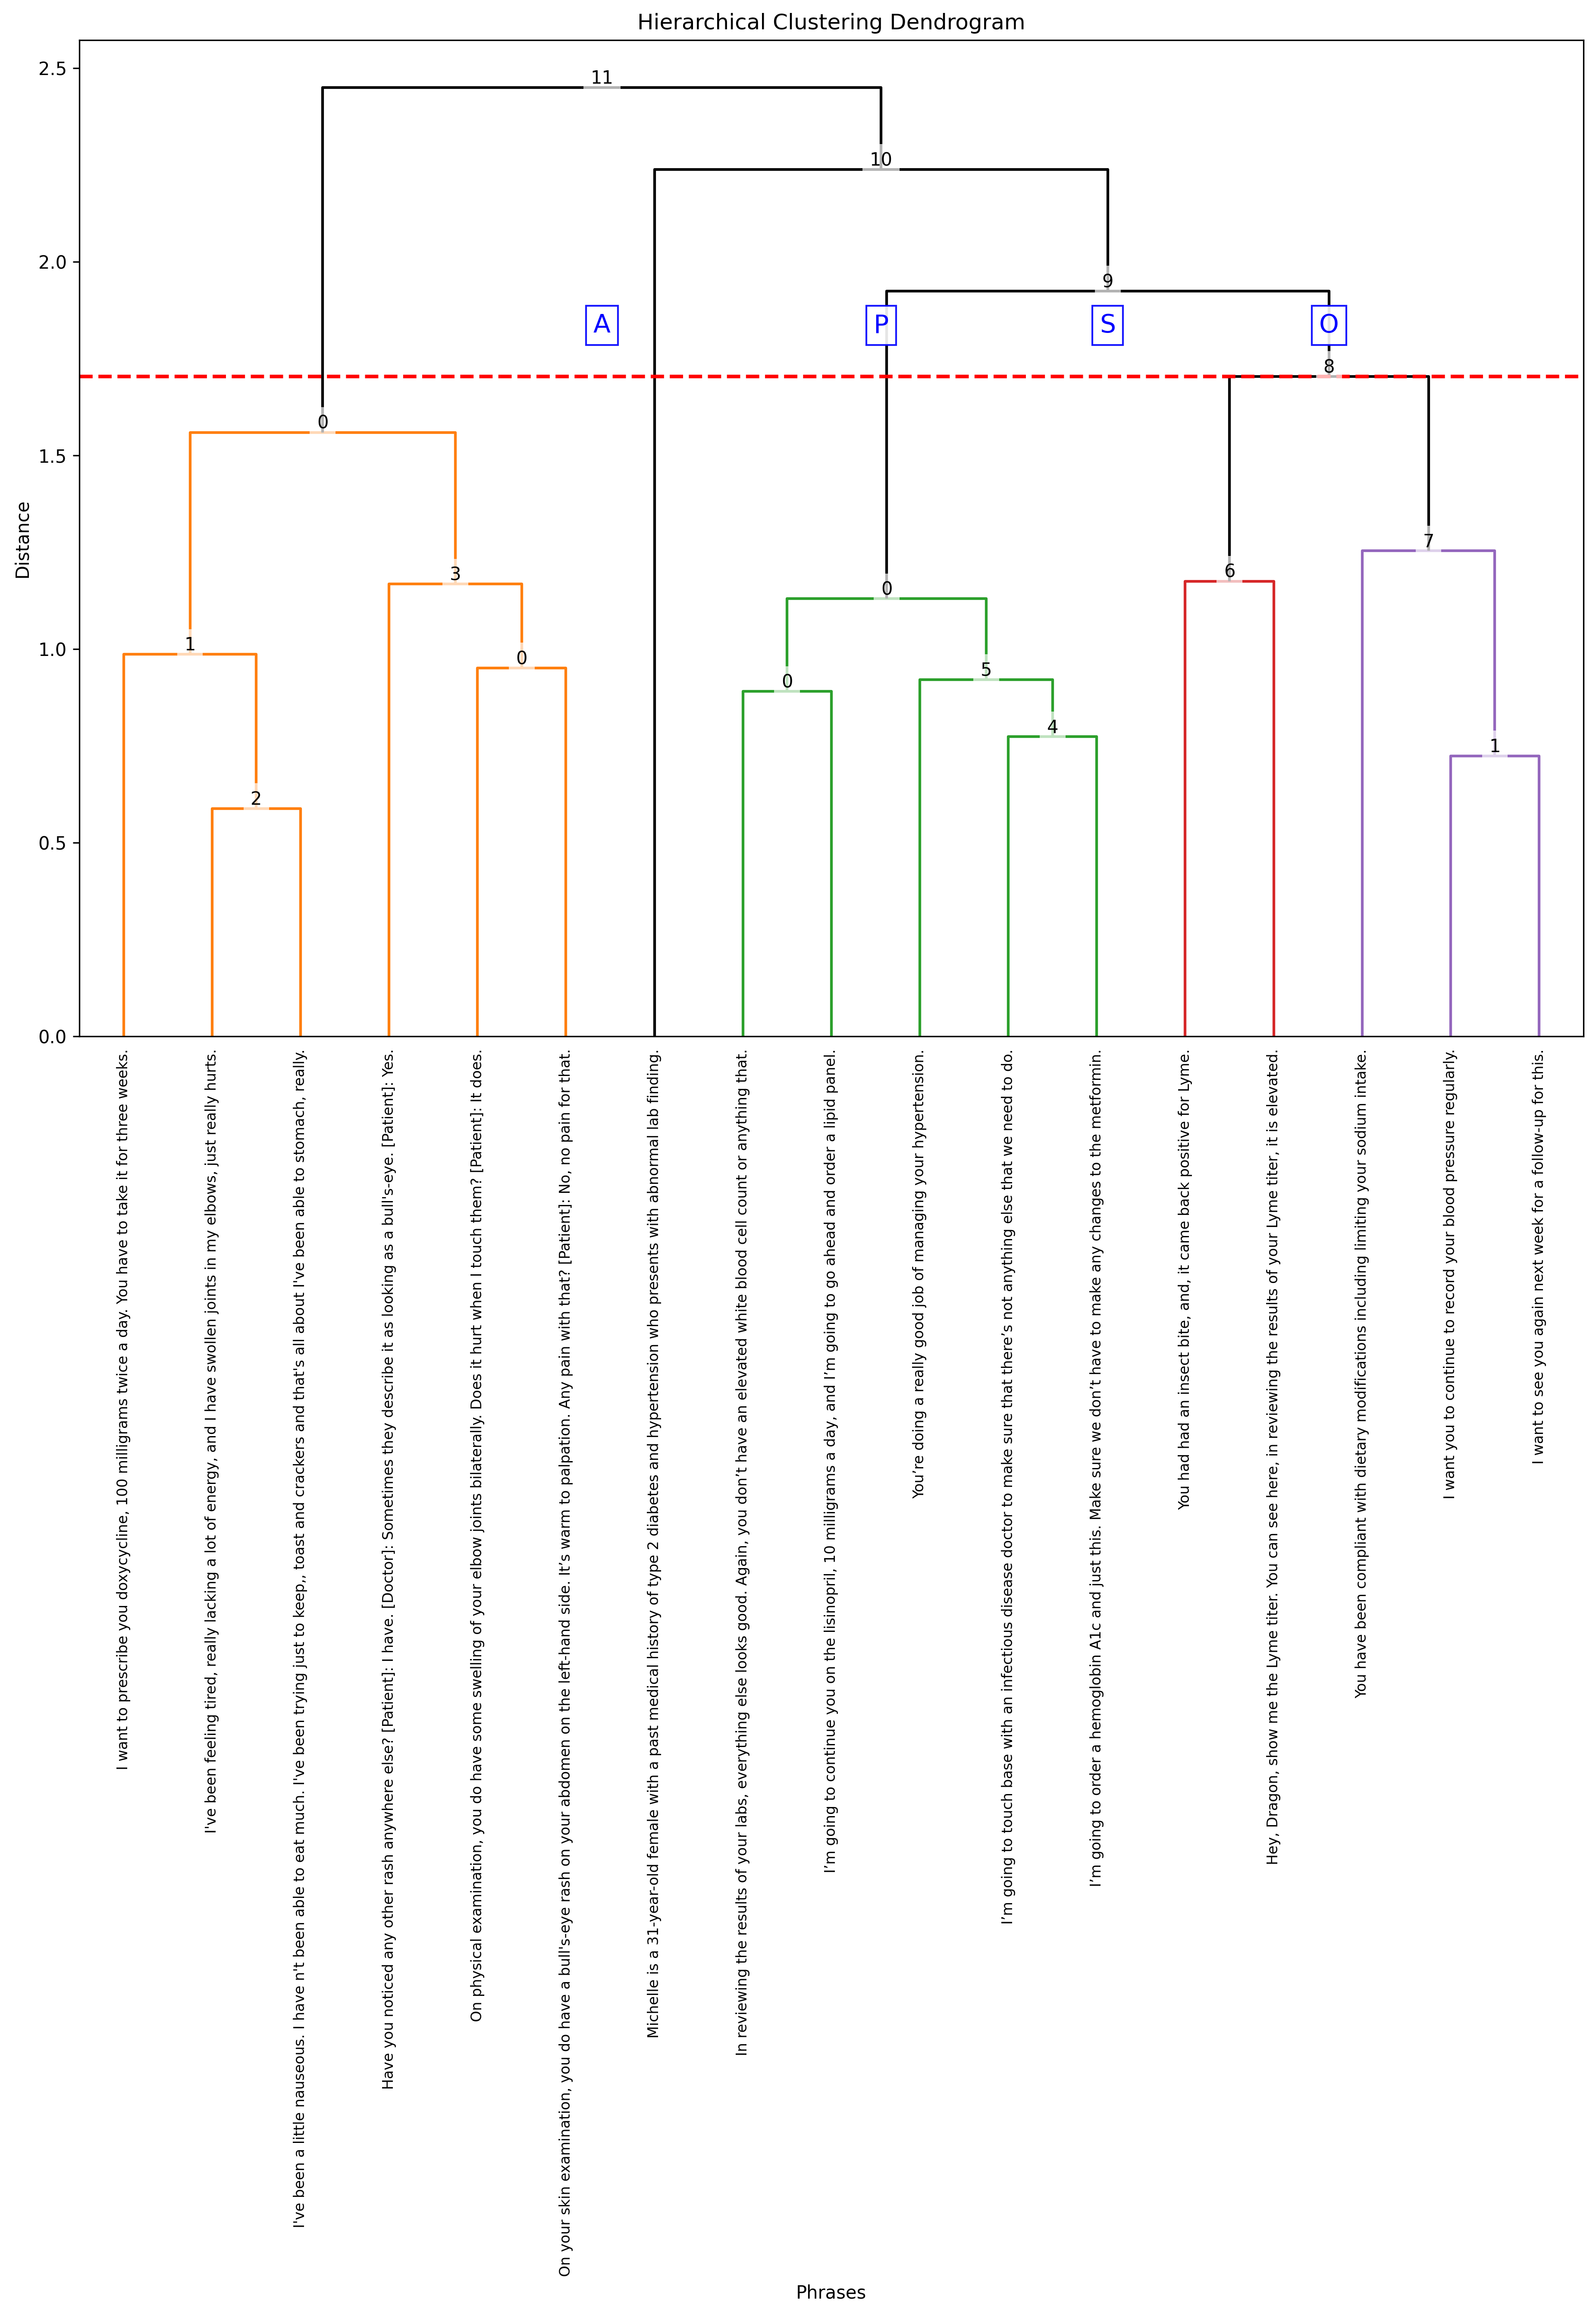 Hierarchical Clustering Dendrogram
2.5
2.0
1.5
1.0
0.5
0.0
Distance
11
10
9
A
P
S
O
8
0
7
6
3
0
1
0
5
0
4
1
2
I want to prescribe you doxycycline, 100 milligrams twice a day. You have to take it for three weeks.
I've been feeling tired, really lacking a lot of energy, and I have swollen joints in my elbows, just really hurts.
I've been a little nauseous. I have n't been able to eat much. I've been trying just to keep,, toast and crackers and that's all about I've been able to stomach, really.
Have you noticed any other rash anywhere else? [Patient]: I have. [Doctor]: Sometimes they describe it as looking as a bull's-eye. [Patient]: Yes.
On physical examination, you do have some swelling of your elbow joints bilaterally. Does it hurt when I touch them? [Patient]: It does.
On your skin examination, you do have a bull's-eye rash on your abdomen on the left-hand side. It’s warm to palpation. Any pain with that? [Patient]: No, no pain for that.
Michelle is a 31-year-old female with a past medical history of type 2 diabetes and hypertension who presents with abnormal lab finding.
In reviewing the results of your labs, everything else looks good. Again, you don’t have an elevated white blood cell count or anything that.
I’m going to continue you on the lisinopril, 10 milligrams a day, and I’m going to go ahead and order a lipid panel.
You’re doing a really good job of managing your hypertension.
I’m going to touch base with an infectious disease doctor to make sure that there’s not anything else that we need to do.
I’m going to order a hemoglobin A1c and just this. Make sure we don’t have to make any changes to the metformin.
You had had an insect bite, and, it came back positive for Lyme.
Hey, Dragon, show me the Lyme titer. You can see here, in reviewing the results of your Lyme titer, it is elevated.
You have been compliant with dietary modifications including limiting your sodium intake.
I want you to continue to record your blood pressure regularly.
I want to see you again next week for a follow-up for this.
Phrases